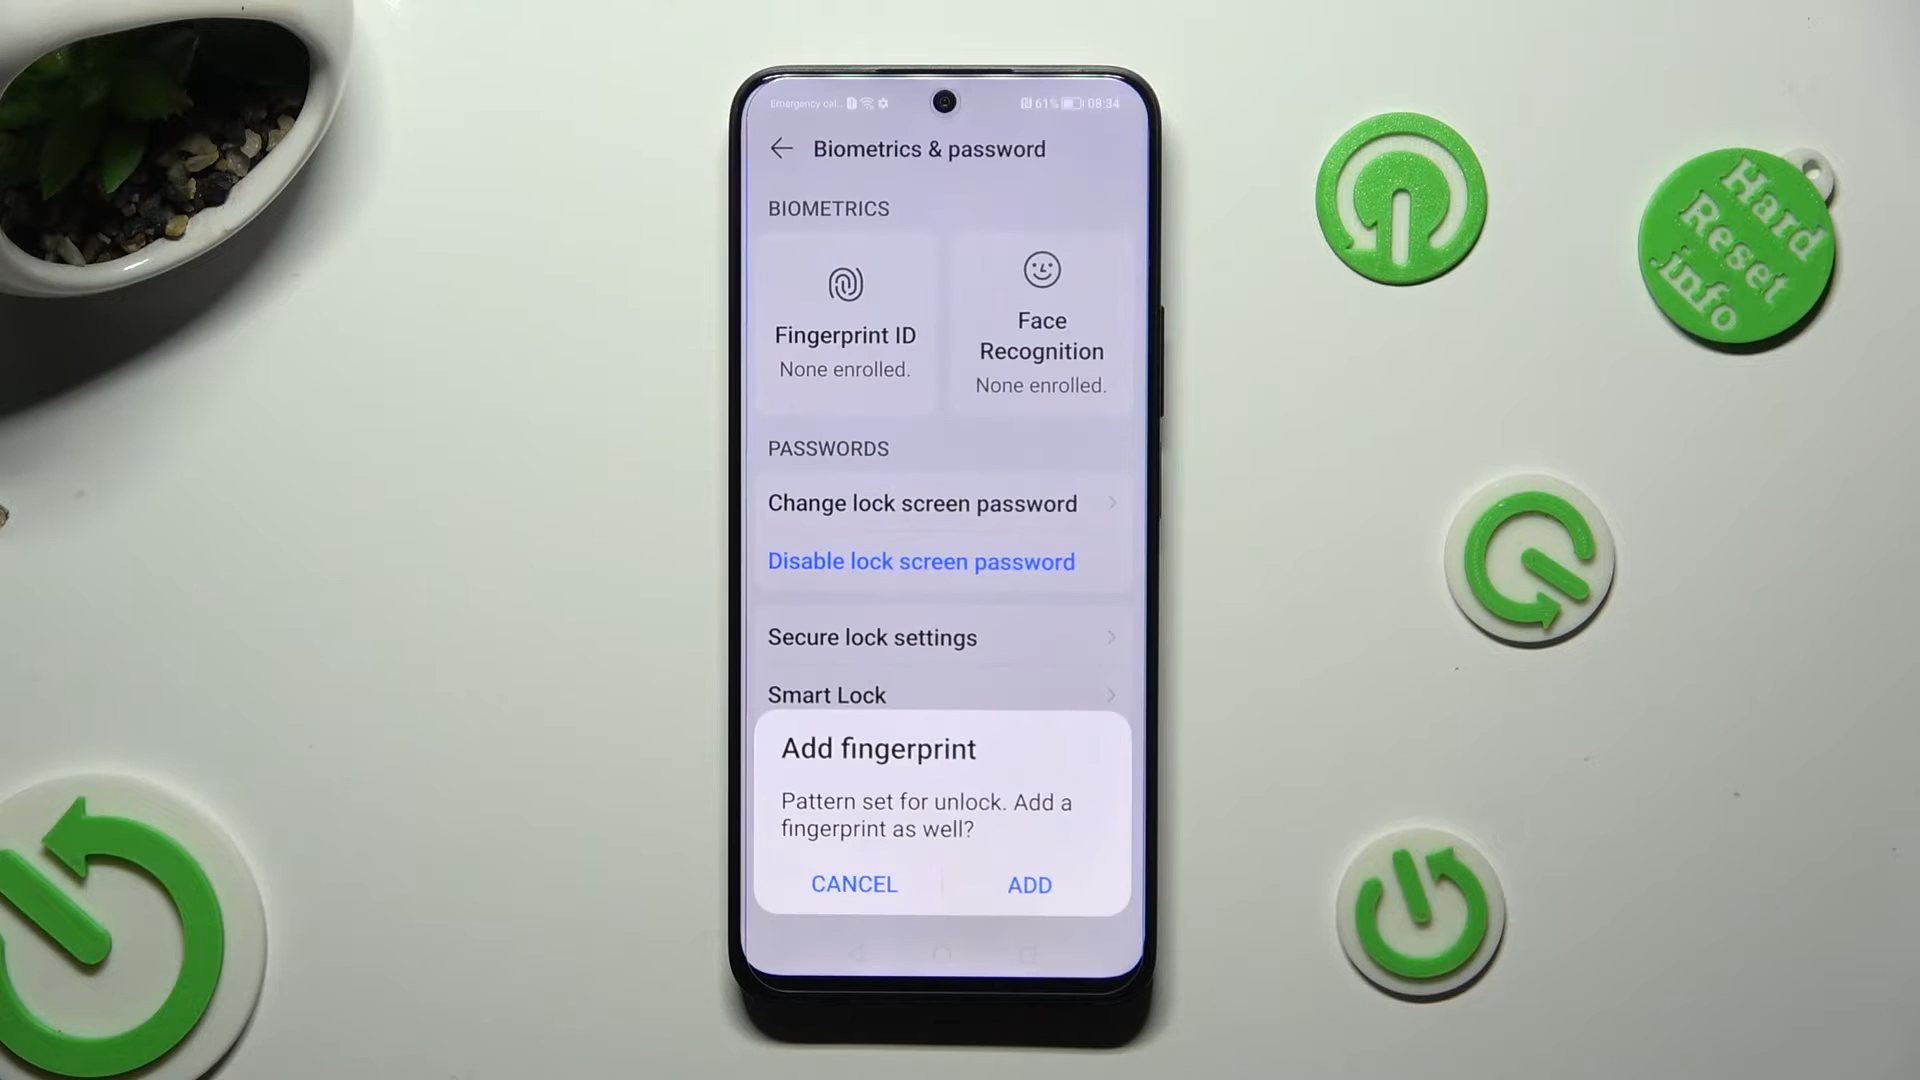 Emergency cal...
61% 08:34
Biometrics & password
BIOMETRICS
Fingerprint ID
None enrolled.
Face
Recognition
None enrolled.
PASSWORDS
Change lock screen password
Disable lock screen password
Secure lock settings
Smart Lock
Add fingerprint
Pattern set for unlock. Add a
fingerprint as well?
CANCEL
ADD
Hard
Reset
.info